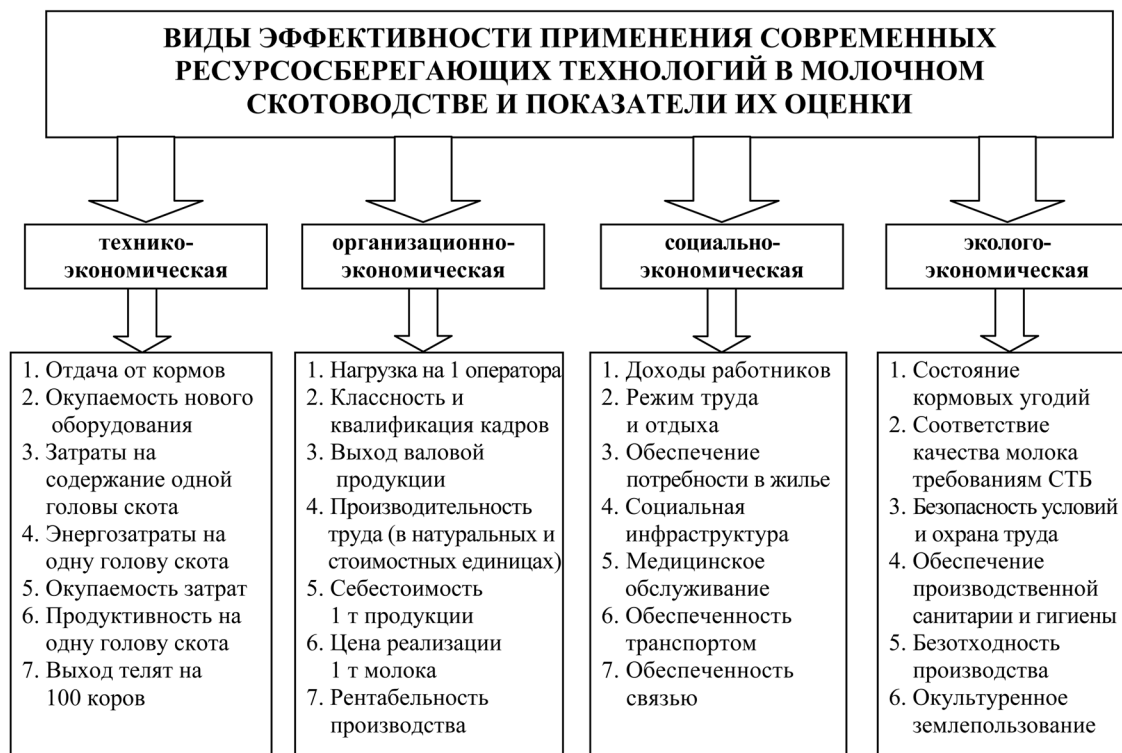 ВИДЫ ЭФФЕКТИВНОСТИ ПРИМЕНЕНИЯ СОВРЕМЕННЫХ
РЕСУРСОСБЕРЕГАЮЩИХ ТЕХНОЛОГИЙ В МОЛОЧНОМ
СКОТОВОДСТВЕ И ПОКАЗАТЕЛИ ИХ ОЦЕНКИ
технико-
экономическая
1. Отдача от кормов
2. Окупаемость нового
оборудования
3. Затраты на
содержание одной
головы скота
4. Энергозатраты на
одну голову скота
5. Окупаемость затрат
6. Продуктивность на
одну голову скота
7. Выход телят на
100 коров
организационно-
экономическая
1. Нагрузка на 1 оператора
2. Классность и
квалификация кадров
3. Выход валовой
продукции
4. Производительность
труда (в натуральных и
стоимостных единицах)
5. Себестоимость
1 т продукции
6. Цена реализации
1 т молока
7. Рентабельность
производства
социально-
экономическая
1. Доходы работников
2. Режим труда
и отдыха
3. Обеспечение
потребности в жилье
4. Социальная
инфраструктура
5. Медицинское
обслуживание
6. Обеспеченность
транспортом
7. Обеспеченность
связью
эколого-
экономическая
1. Состояние
кормовых угодий
2. Соответствие
качества молока
требованиям СТБ
3. Безопасность условий
и охрана труда
4. Обеспечение
производственной
санитарии и гигиены
5. Безотходность
производства
6. Окультуренное
землепользование